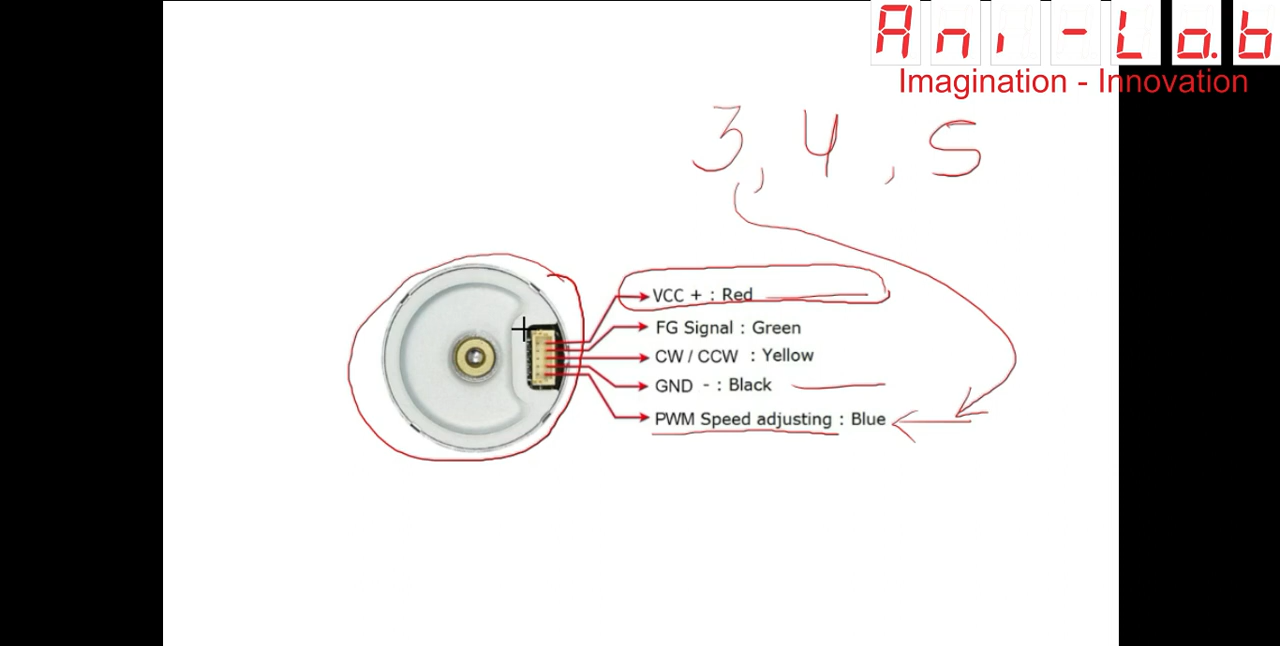 Ani-Lab
Imagination - Innovation
3, 4, 5
VCC + : Red
FG Signal : Green
CW / CCW : Yellow
GND - : Black
PWM Speed adjusting : Blue